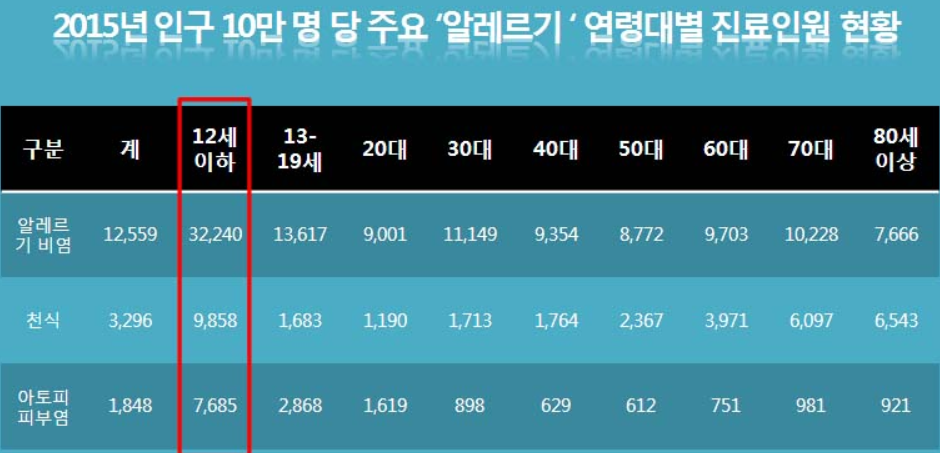 2015년 인구 10만 명 당 주요 ‘알레르기 ‘ 연령대별 진료인원 현황
구분 계 12세 이하 13-19세 20대 30대 40대 50대 60대 70대 80세 이상
알레르기 비염 12,559 32,240 13,617 9,001 11,149 9,354 8,772 9,703 10,228 7,666
천식 3,296 9,858 1,683 1,190 1,713 1,764 2,367 3,971 6,097 6,543
아토피 피부염 1,848 7,685 2,868 1,619 898 629 612 751 981 921